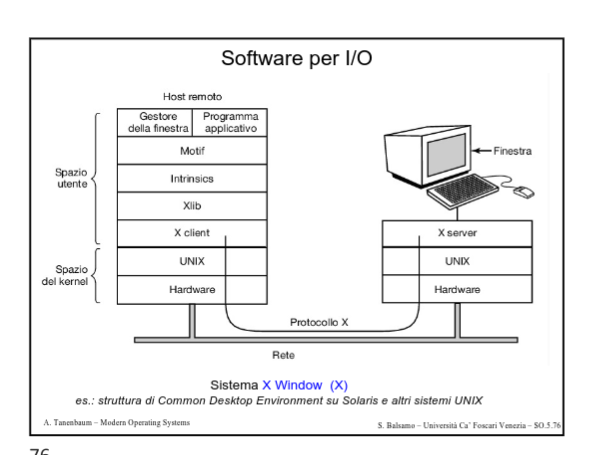 Software per I/O
Host remoto
Gestore
della finestra
Programma
applicativo
Motif
Intrinsics
Xlib
X client
UNIX
Hardware
Spazio
utente
Spazio
del kernel
Finestra
X server
UNIX
Hardware
Protocollo X
Rete
Sistema X Window (X)
es.: struttura di Common Desktop Environment su Solaris e altri sistemi UNIX
A. Tanenbaum – Modern Operating Systems
S. Balsamo – Università Ca’ Foscari Venezia – SO.5.76
76